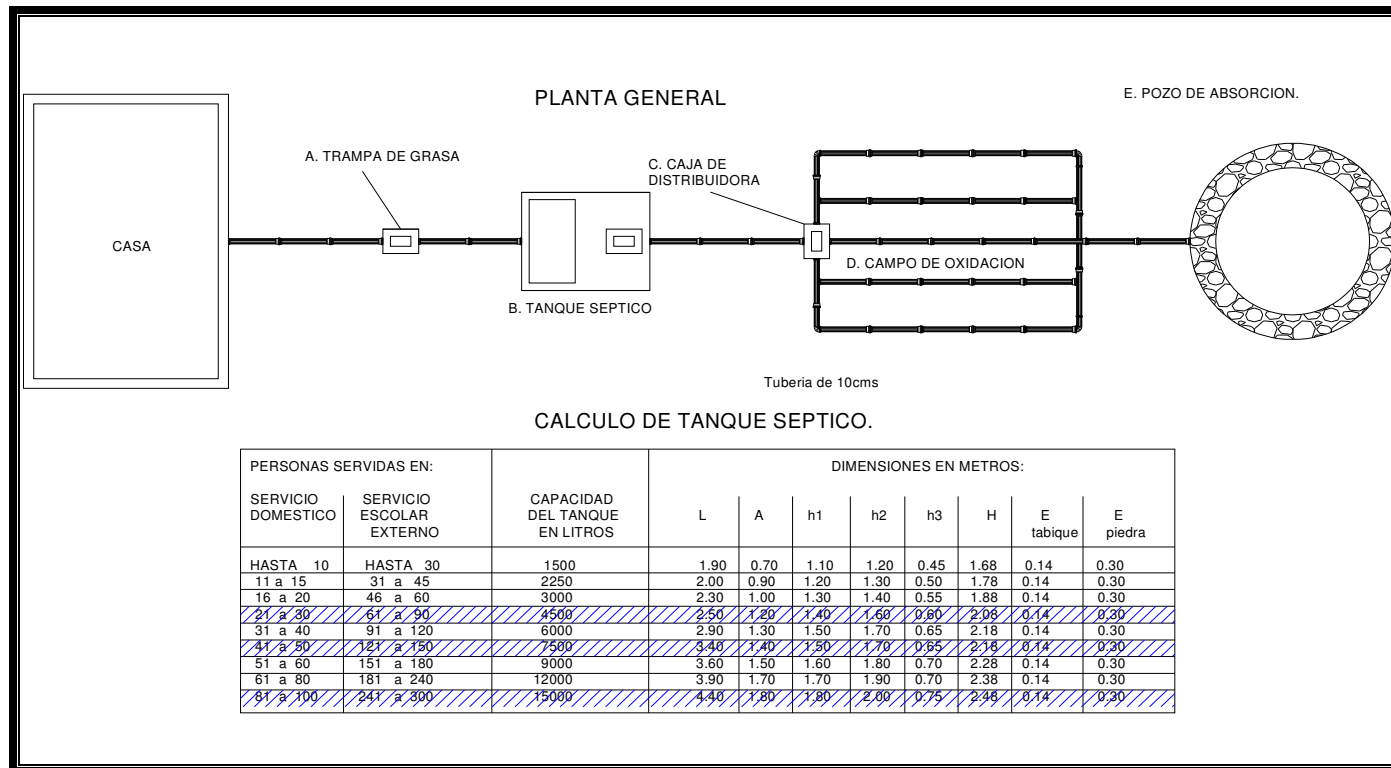 PLANTA GENERAL
E. POZO DE ABSORCION.
A. TRAMPA DE GRASA
C. CAJA DE
DISTRIBUIDORA
CASA
D. CAMPO DE OXIDACION
B. TANQUE SEPTICO
Tuberia de 10cms
CALCULO DE TANQUE SEPTICO.
PERSONAS SERVIDAS EN: DIMENSIONES EN METROS:
SERVICIO SERVICIO CAPACIDAD
DOMESTICO ESCOLAR DEL TANQUE L A h1 h2 h3 H E E
EXTERNO EN LITROS tabique piedra
HASTA 10 HASTA 30 1500 1.90 0.70 1.10 1.20 0.45 1.68 0.14 0.30
11 a 15 31 a 45 2250 2.00 0.90 1.20 1.30 0.50 1.78 0.14 0.30
16 a 20 46 a 60 3000 2.30 1.00 1.30 1.40 0.55 1.88 0.14 0.30
21 a 30 61 a 90 4500 2.50 1.20 1.40 1.60 0.60 2.08 0.14 0.30
31 a 40 91 a 120 6000 2.90 1.30 1.50 1.70 0.65 2.18 0.14 0.30
41 a 50 121 a 150 7500 3.40 1.40 1.50 1.70 0.65 2.18 0.14 0.30
51 a 60 151 a 180 9000 3.60 1.50 1.60 1.80 0.70 2.28 0.14 0.30
61 a 80 181 a 240 12000 3.90 1.70 1.70 1.90 0.70 2.38 0.14 0.30
81 a 100 241 a 300 15000 4.40 1.80 1.80 2.00 0.75 2.48 0.14 0.30